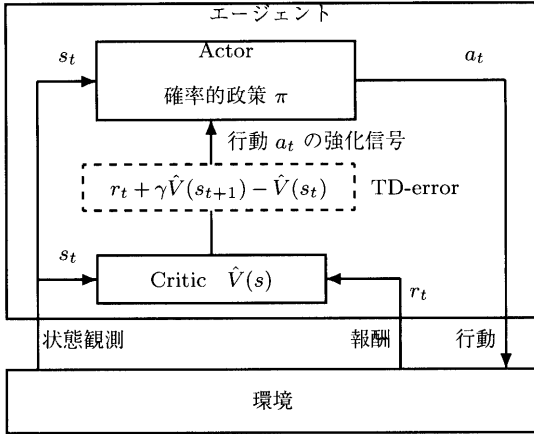 エージェント
Actor
確率的政策 π
s_t
a_t
行動 a_t の強化信号
r_t + γV̂(s_{t+1}) − V̂(s_t)
TD-error
s_t
Critic V̂(s)
r_t
状態観測
報酬
行動
環境